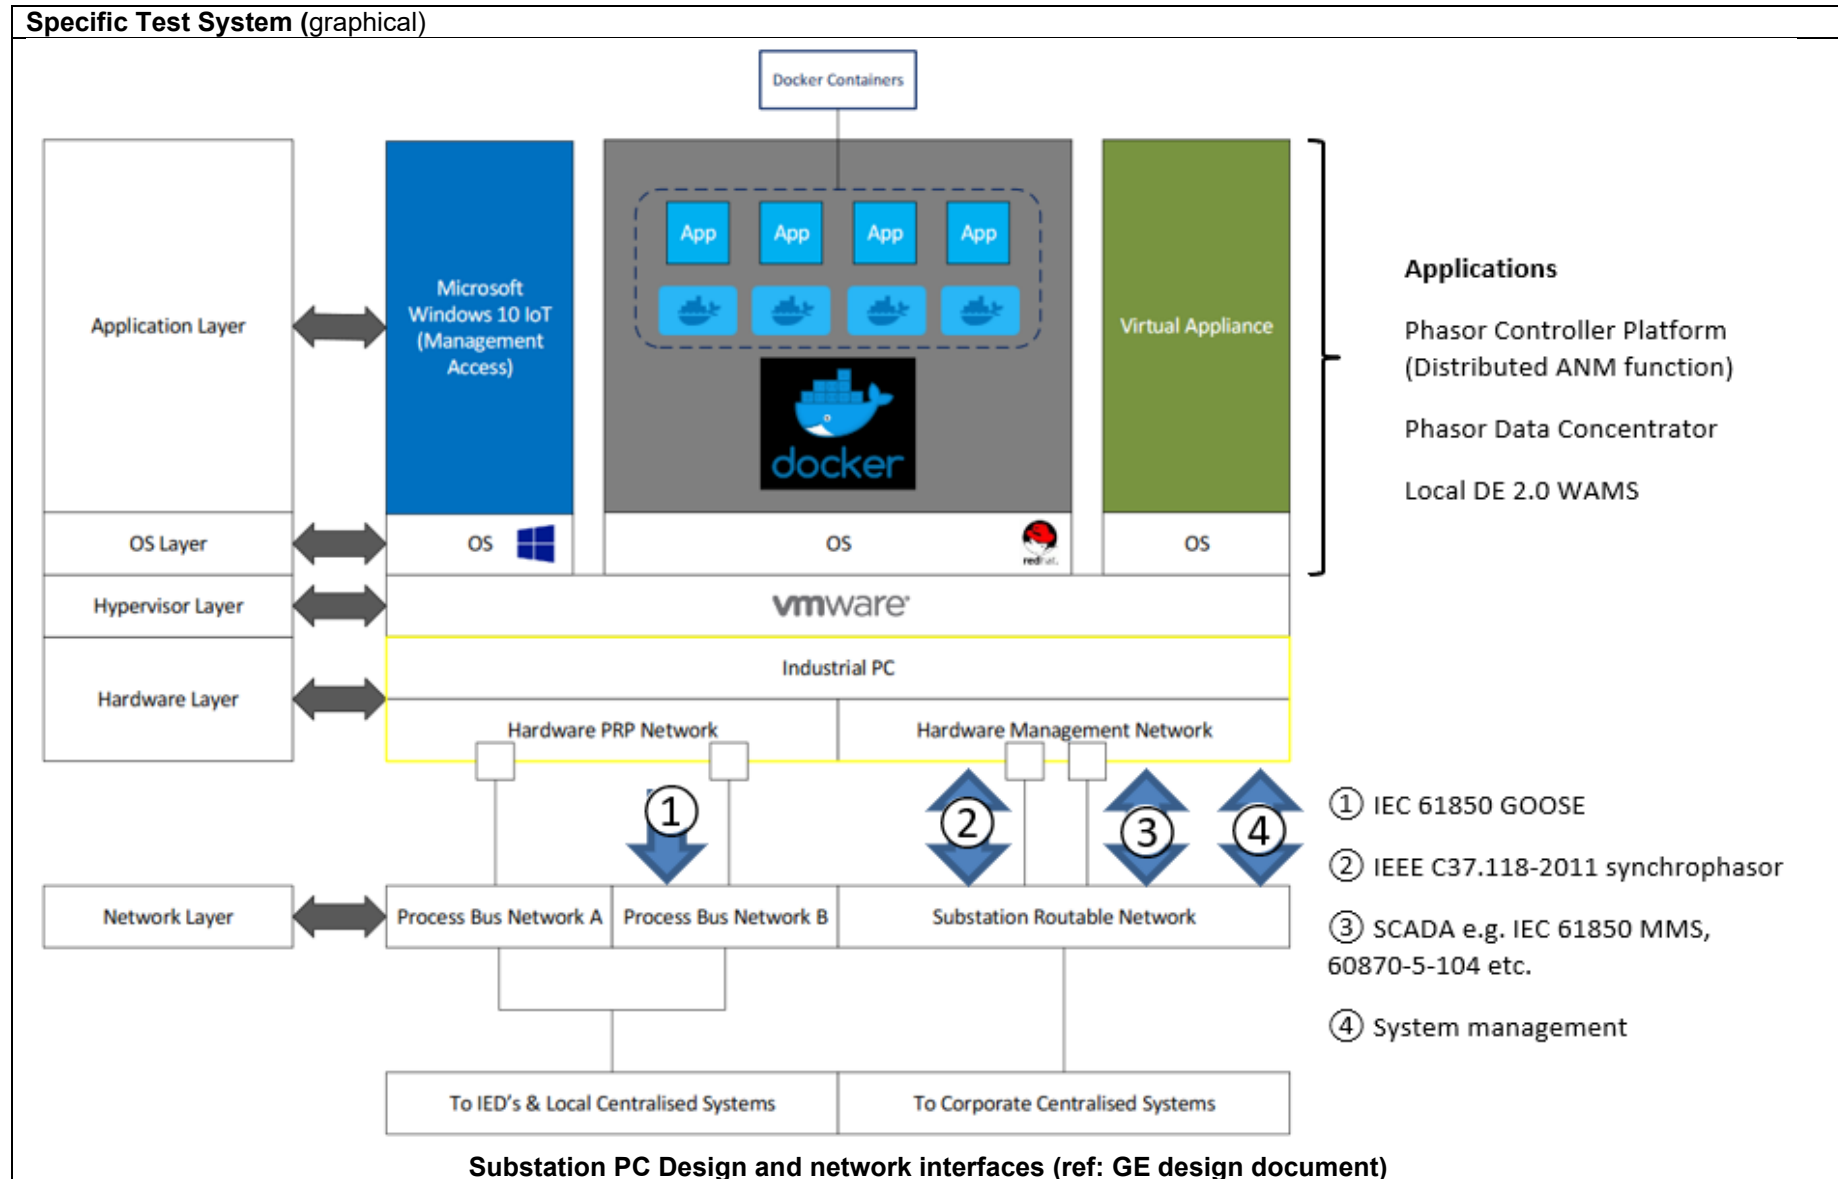 Specific Test System (graphical)
Docker Containers
Application Layer
Microsoft
Windows 10 IoT
(Management
Access)
App
App
App
App
docker
Virtual Appliance
Applications
Phasor Controller Platform
(Distributed ANM function)
Phasor Data Concentrator
Local DE 2.0 WAMS
OS Layer
OS
OS
redhat.
OS
Hypervisor Layer
vmware
Hardware Layer
Industrial PC
Hardware PRP Network
Hardware Management Network
1
2
3
4
① IEC 61850 GOOSE
② IEEE C37.118-2011 synchrophasor
③ SCADA e.g. IEC 61850 MMS,
60870-5-104 etc.
④ System management
Network Layer
Process Bus Network A
Process Bus Network B
Substation Routable Network
To IED's & Local Centralised Systems
To Corporate Centralised Systems
Substation PC Design and network interfaces (ref: GE design document)